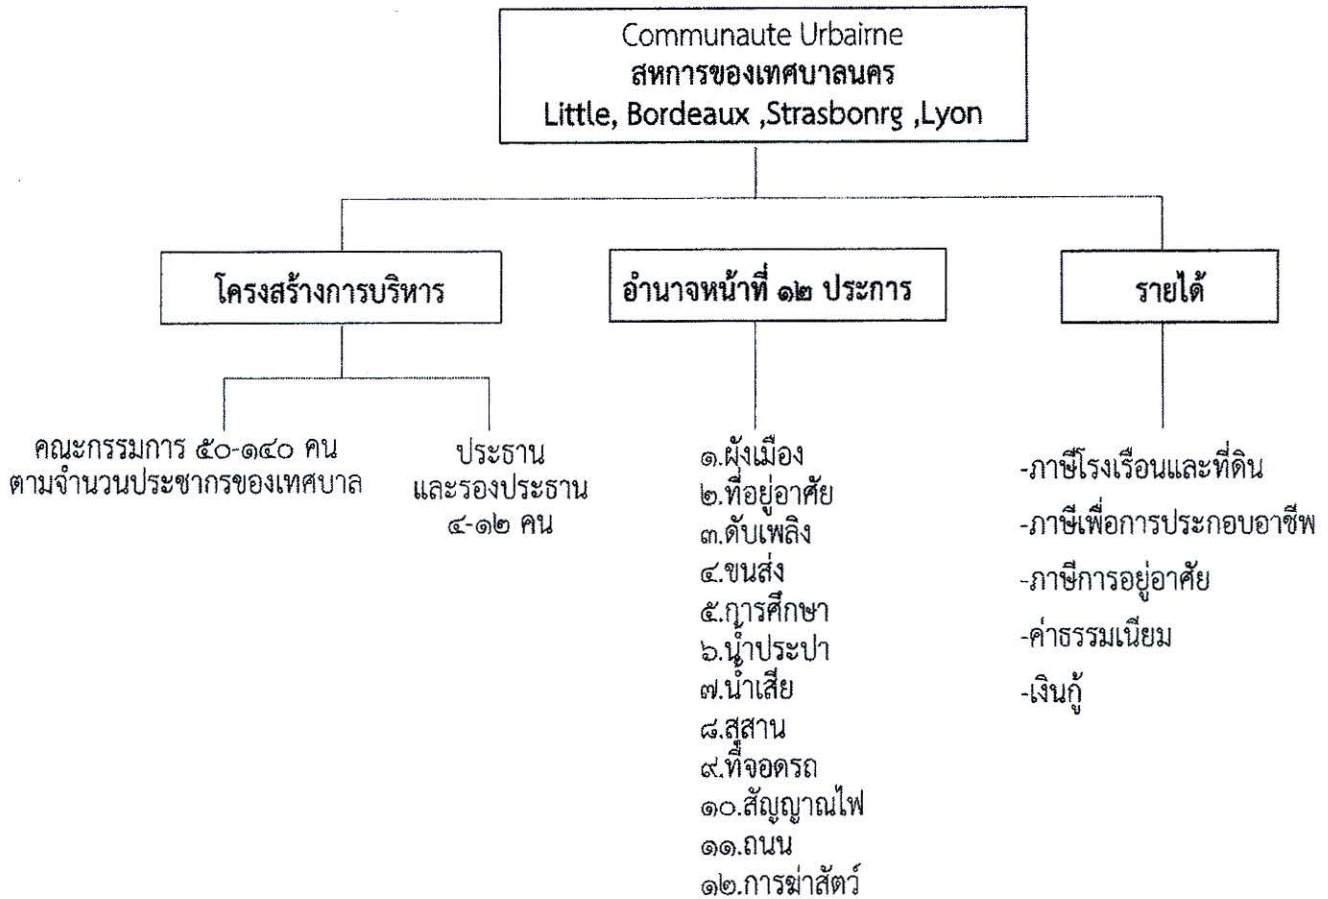 Communaute Urbairne
สหการของเทศบาลนคร
Little, Bordeaux ,Strasbonrg ,Lyon
โครงสร้างการบริหาร
อำนาจหน้าที่ ๑๒ ประการ
รายได้
คณะกรรมการ ๕๐-๑๔๐ คน
ตามจำนวนประชากรของเทศบาล
ประธาน
และรองประธาน
๔-๑๒ คน
๑.ผังเมือง
๒.ที่อยู่อาศัย
๓.ดับเพลิง
๔.ขนส่ง
๕.การศึกษา
๖.น้ำประปา
๗.น้ำเสีย
๘.สุสาน
๙.ที่จอดรถ
๑๐.สัญญาณไฟ
๑๑.ถนน
๑๒.การฆ่าสัตว์
-ภาษีโรงเรือนและที่ดิน
-ภาษีเพื่อการประกอบอาชีพ
-ภาษีการอยู่อาศัย
-ค่าธรรมเนียม
-เงินกู้